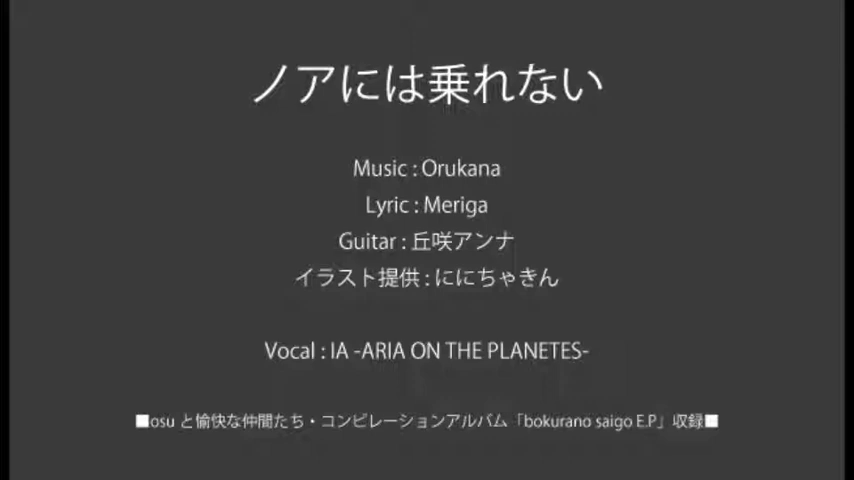 ノアには乗れない
Music : Orukana
Lyric : Meriga
Guitar : 丘咲アンナ
イラスト提供 : ににちゃきん
Vocal : IA -ARIA ON THE PLANETES-
■osu と愉快な仲間たち・コンピレーションアルバム「bokurano saigo E.P」収録■